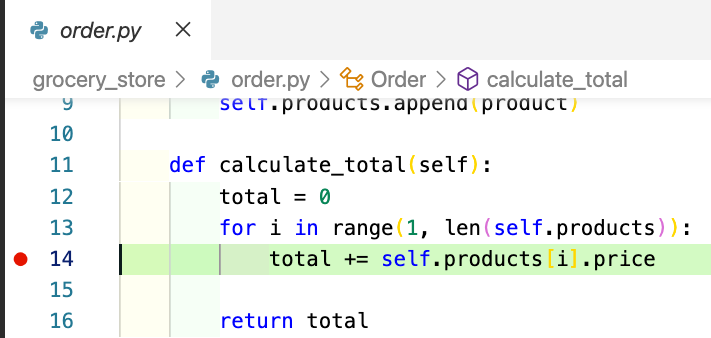 order.py
grocery_store > order.py > Order > calculate_total
9 self.products.append(product)
10
11 def calculate_total(self):
12 total = 0
13 for i in range(1, len(self.products)):
14 total += self.products[i].price
15
16 return total